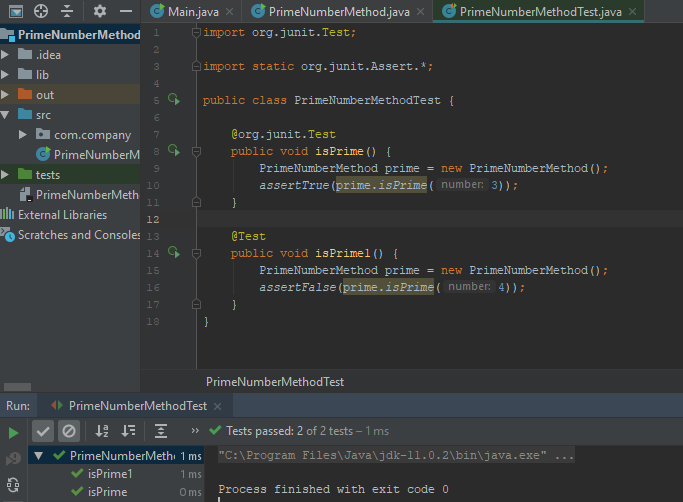 Main.java
PrimeNumberMethod.java
PrimeNumberMethodTest.java
PrimeNumberMethod
.idea
lib
out
src
com.company
PrimeNumberM
tests
PrimeNumberMeth
External Libraries
Scratches and Consoles
1 import org.junit.Test;
2
3 import static org.junit.Assert.*;
4
5 public class PrimeNumberMethodTest {
6
7 @org.junit.Test
8 public void isPrime() {
9 PrimeNumberMethod prime = new PrimeNumberMethod();
10 assertTrue(prime.isPrime( number: 3));
11 }
12
13 @Test
14 public void isPrime1() {
15 PrimeNumberMethod prime = new PrimeNumberMethod();
16 assertFalse(prime.isPrime( number: 4));
17 }
18 }
PrimeNumberMethodTest
Run: PrimeNumberMethodTest
» Tests passed: 2 of 2 tests – 1 ms
PrimeNumberMetho 1 ms
isPrime1 1 ms
isPrime 0 ms
"C:\Program Files\Java\jdk-11.0.2\bin\java.exe" ...
Process finished with exit code 0